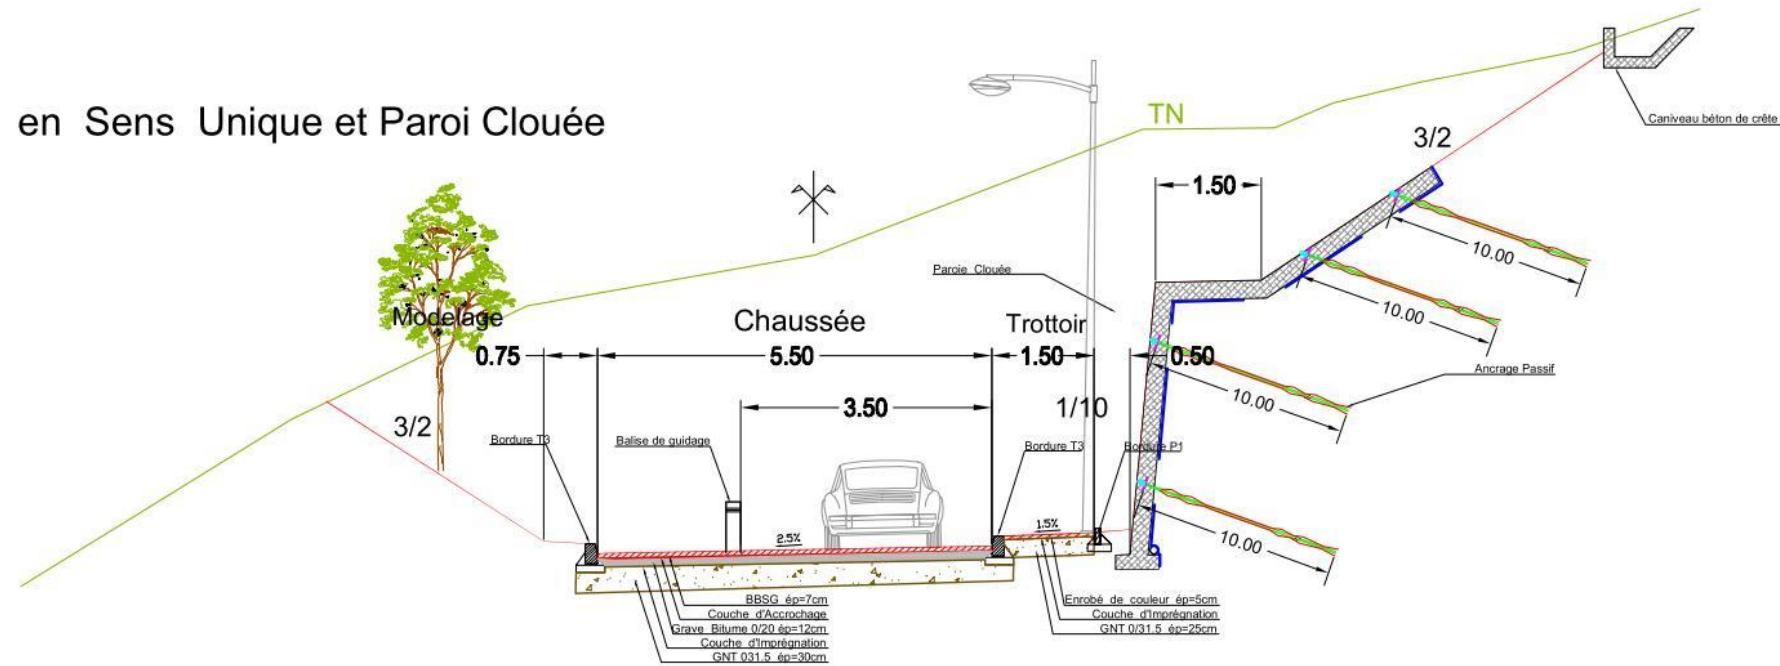 en Sens Unique et Paroi Clouée
TN
Caniveau béton de crête
3/2
1.50
10.00
Paroie Clouée
10.00
Modelage
Chaussée
Trottoir
0.75
5.50
1.50
0.50
Ancrage Passif
10.00
3.50
1/10
3/2
Bordure T3
Balise de guidage
Bordure T3
Bordure P1
2.5%
1.5%
10.00
BBSG ép=7cm
Couche d'Accrochage
Grave Bitume 0/20 ép=12cm
Couche d'Imprégnation
GNT 031.5 ép=30cm
Enrobé de couleur ép=5cm
Couche d'Imprégnation
GNT 0/31.5 ép=25cm